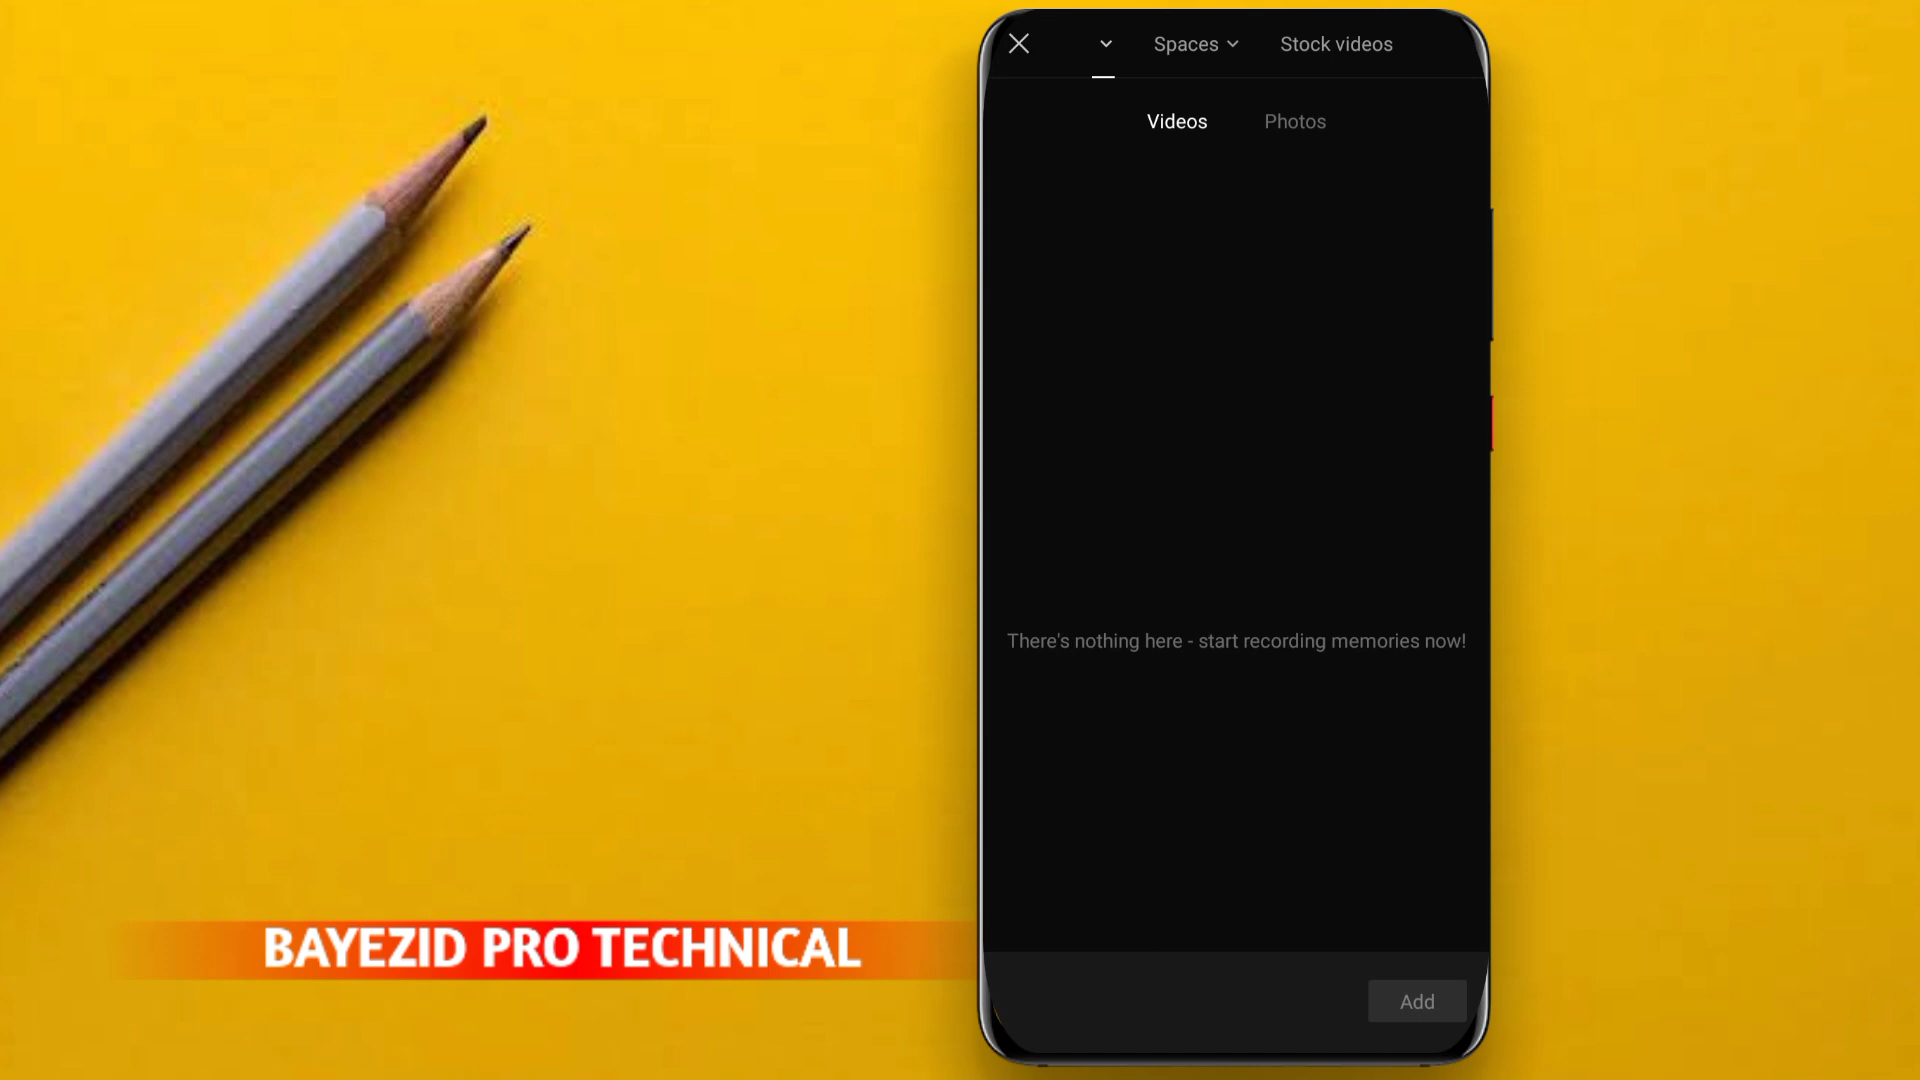 Spaces
Stock videos
Videos
Photos
There's nothing here - start recording memories now!
BAYEZID PRO TECHNICAL
Add